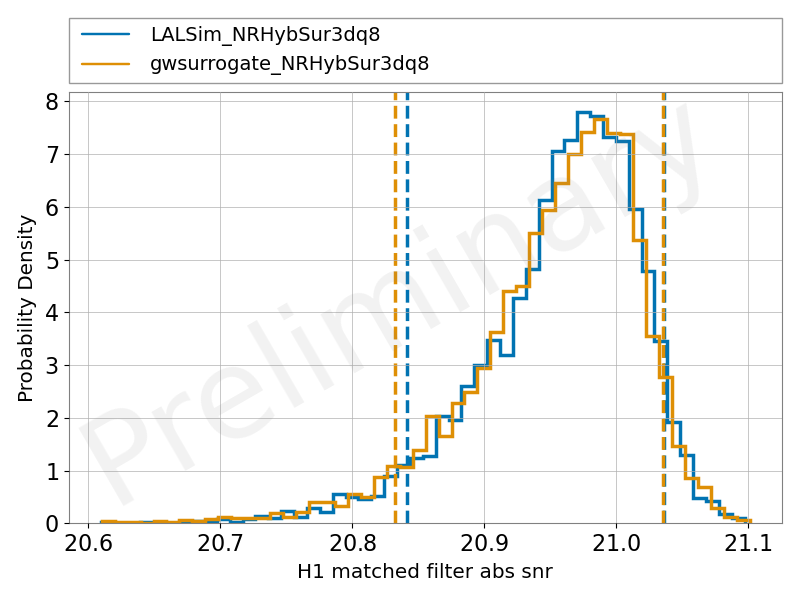 LALSim_NRHybSur3dq8
gwsurrogate_NRHybSur3dq8
Preliminary
8
7
6
5
4
3
2
1
0
Probability Density
20.6 20.7 20.8 20.9 21.0 21.1
H1 matched filter abs snr